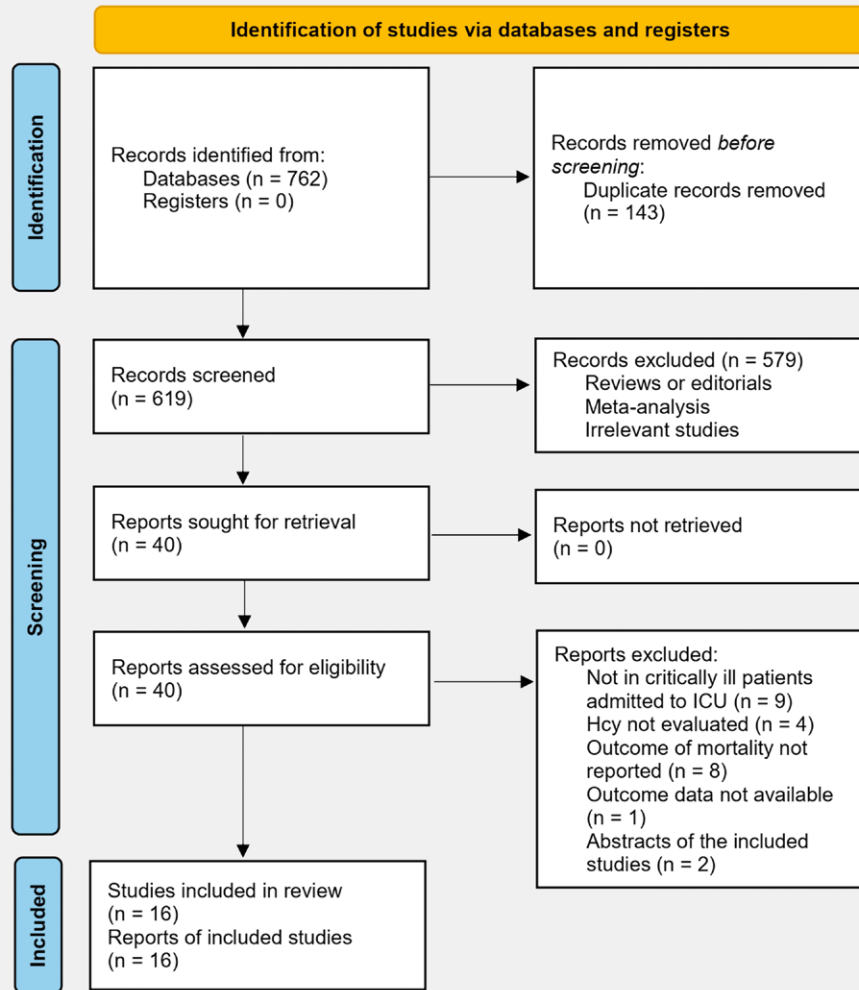 Identification of studies via databases and registers
Identification
Records identified from:
Databases (n = 762)
Registers (n = 0)
Records removed before
screening:
Duplicate records removed
(n = 143)
Screening
Records screened
(n = 619)
Records excluded (n = 579)
Reviews or editorials
Meta-analysis
Irrelevant studies
Reports sought for retrieval
(n = 40)
Reports not retrieved
(n = 0)
Reports assessed for eligibility
(n = 40)
Reports excluded:
Not in critically ill patients
admitted to ICU (n = 9)
Hcy not evaluated (n = 4)
Outcome of mortality not
reported (n = 8)
Outcome data not available
(n = 1)
Abstracts of the included
studies (n = 2)
Included
Studies included in review
(n = 16)
Reports of included studies
(n = 16)